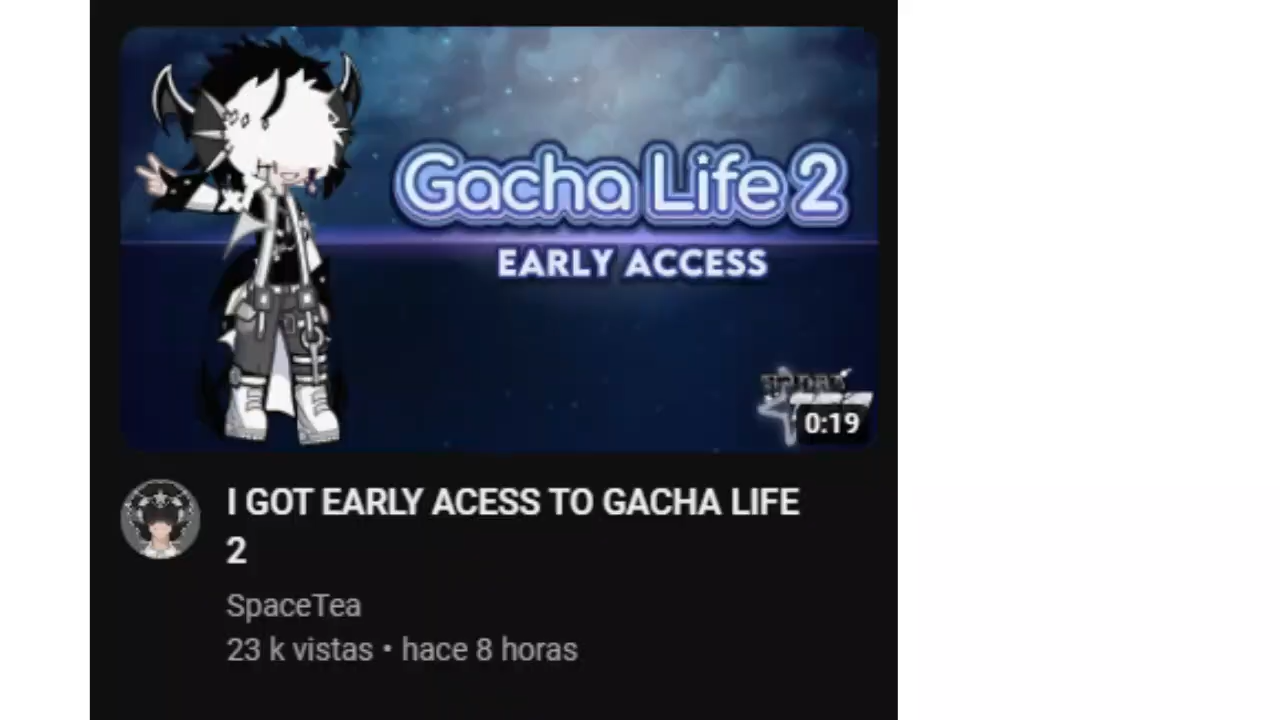 Gacha Life 2
EARLY ACCESS
0:19
I GOT EARLY ACESS TO GACHA LIFE
2
SpaceTea
23 k vistas • hace 8 horas